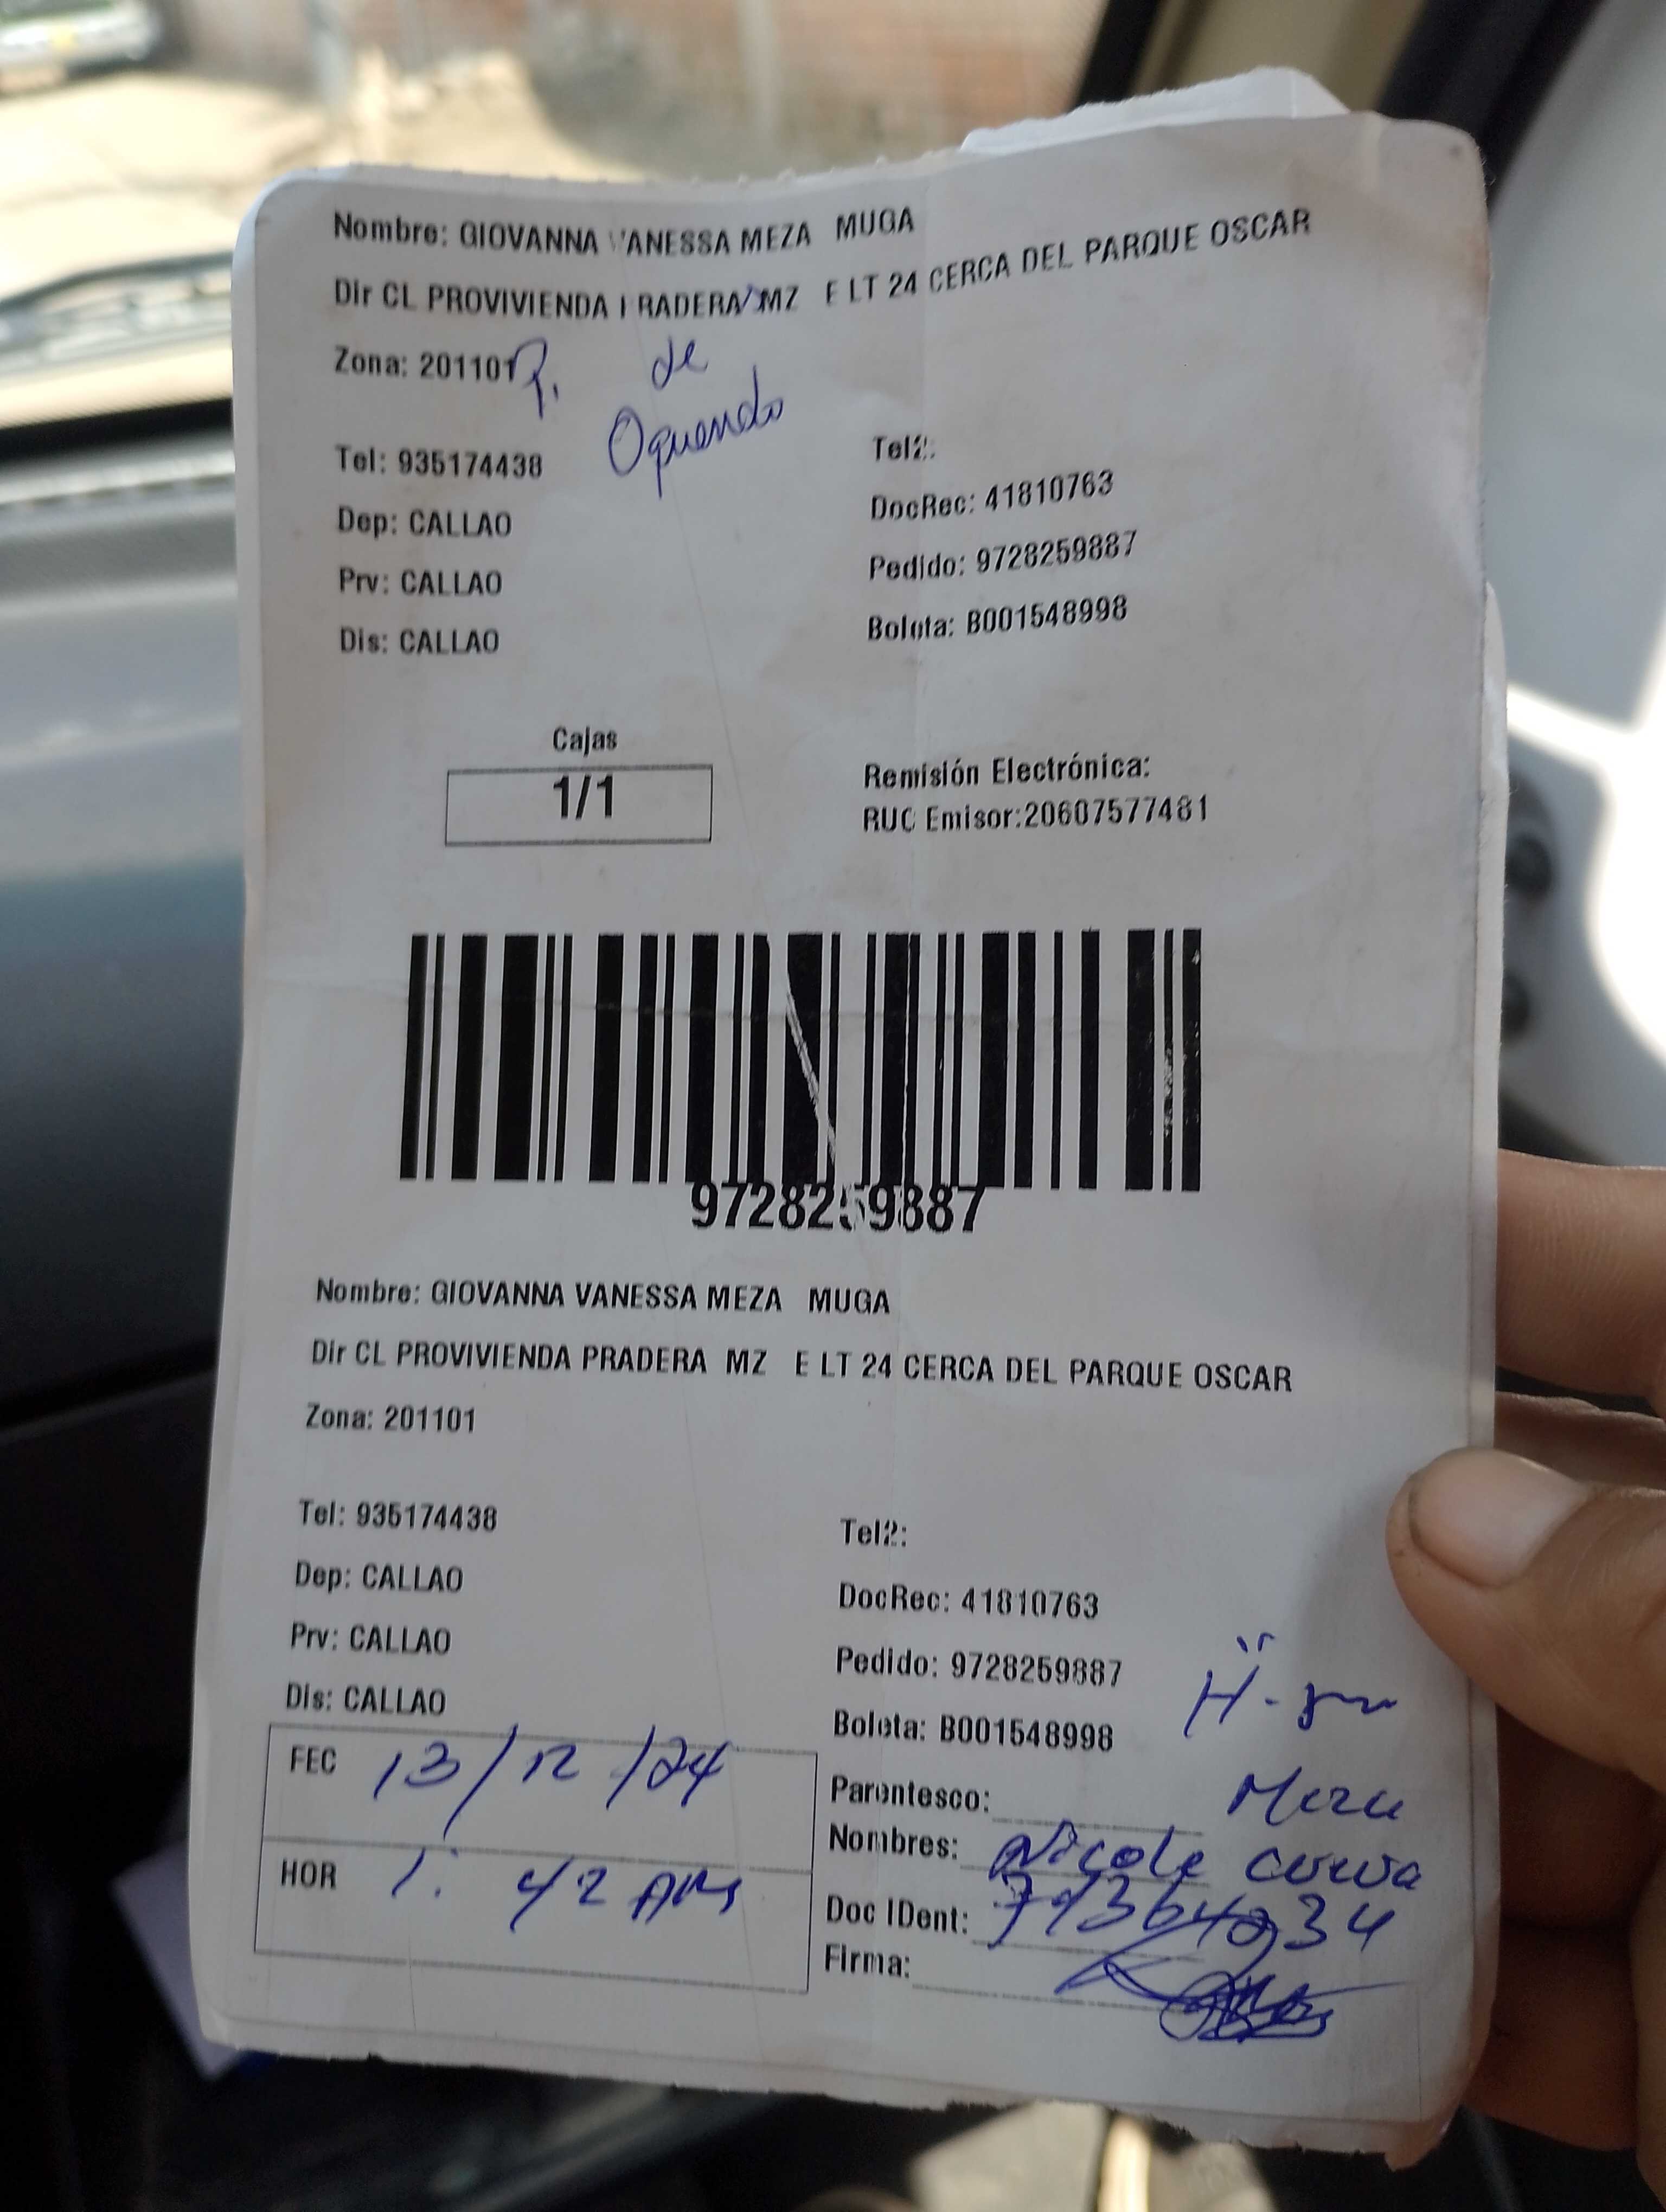 Nombre: GIOVANNA VANESSA MEZA MUGA
Dir CL PROVIVIENDA PRADERA MZ E LT 24 CERCA DEL PARQUE OSCAR
Zona: 201101 P. de
Oquendo
Tel: 935174438 Tel2:
Dep: CALLAO DocRec: 41810763
Prv: CALLAO Pedido: 9728259887
Dis: CALLAO Boleta: B001548998
Cajas
1/1
Remisión Electrónica:
RUC Emisor:20607577481
9728259887
Nombre: GIOVANNA VANESSA MEZA MUGA
Dir CL PROVIVIENDA PRADERA MZ E LT 24 CERCA DEL PARQUE OSCAR
Zona: 201101
Tel: 935174438 Tel2:
Dep: CALLAO DocRec: 41810763
Prv: CALLAO Pedido: 9728259887
Dis: CALLAO Boleta: B001548998
FEC 13/12/24
HOR 1: 42 AM
Parentesco:
Nombres: Nicole
Doc IDent:
Firma: